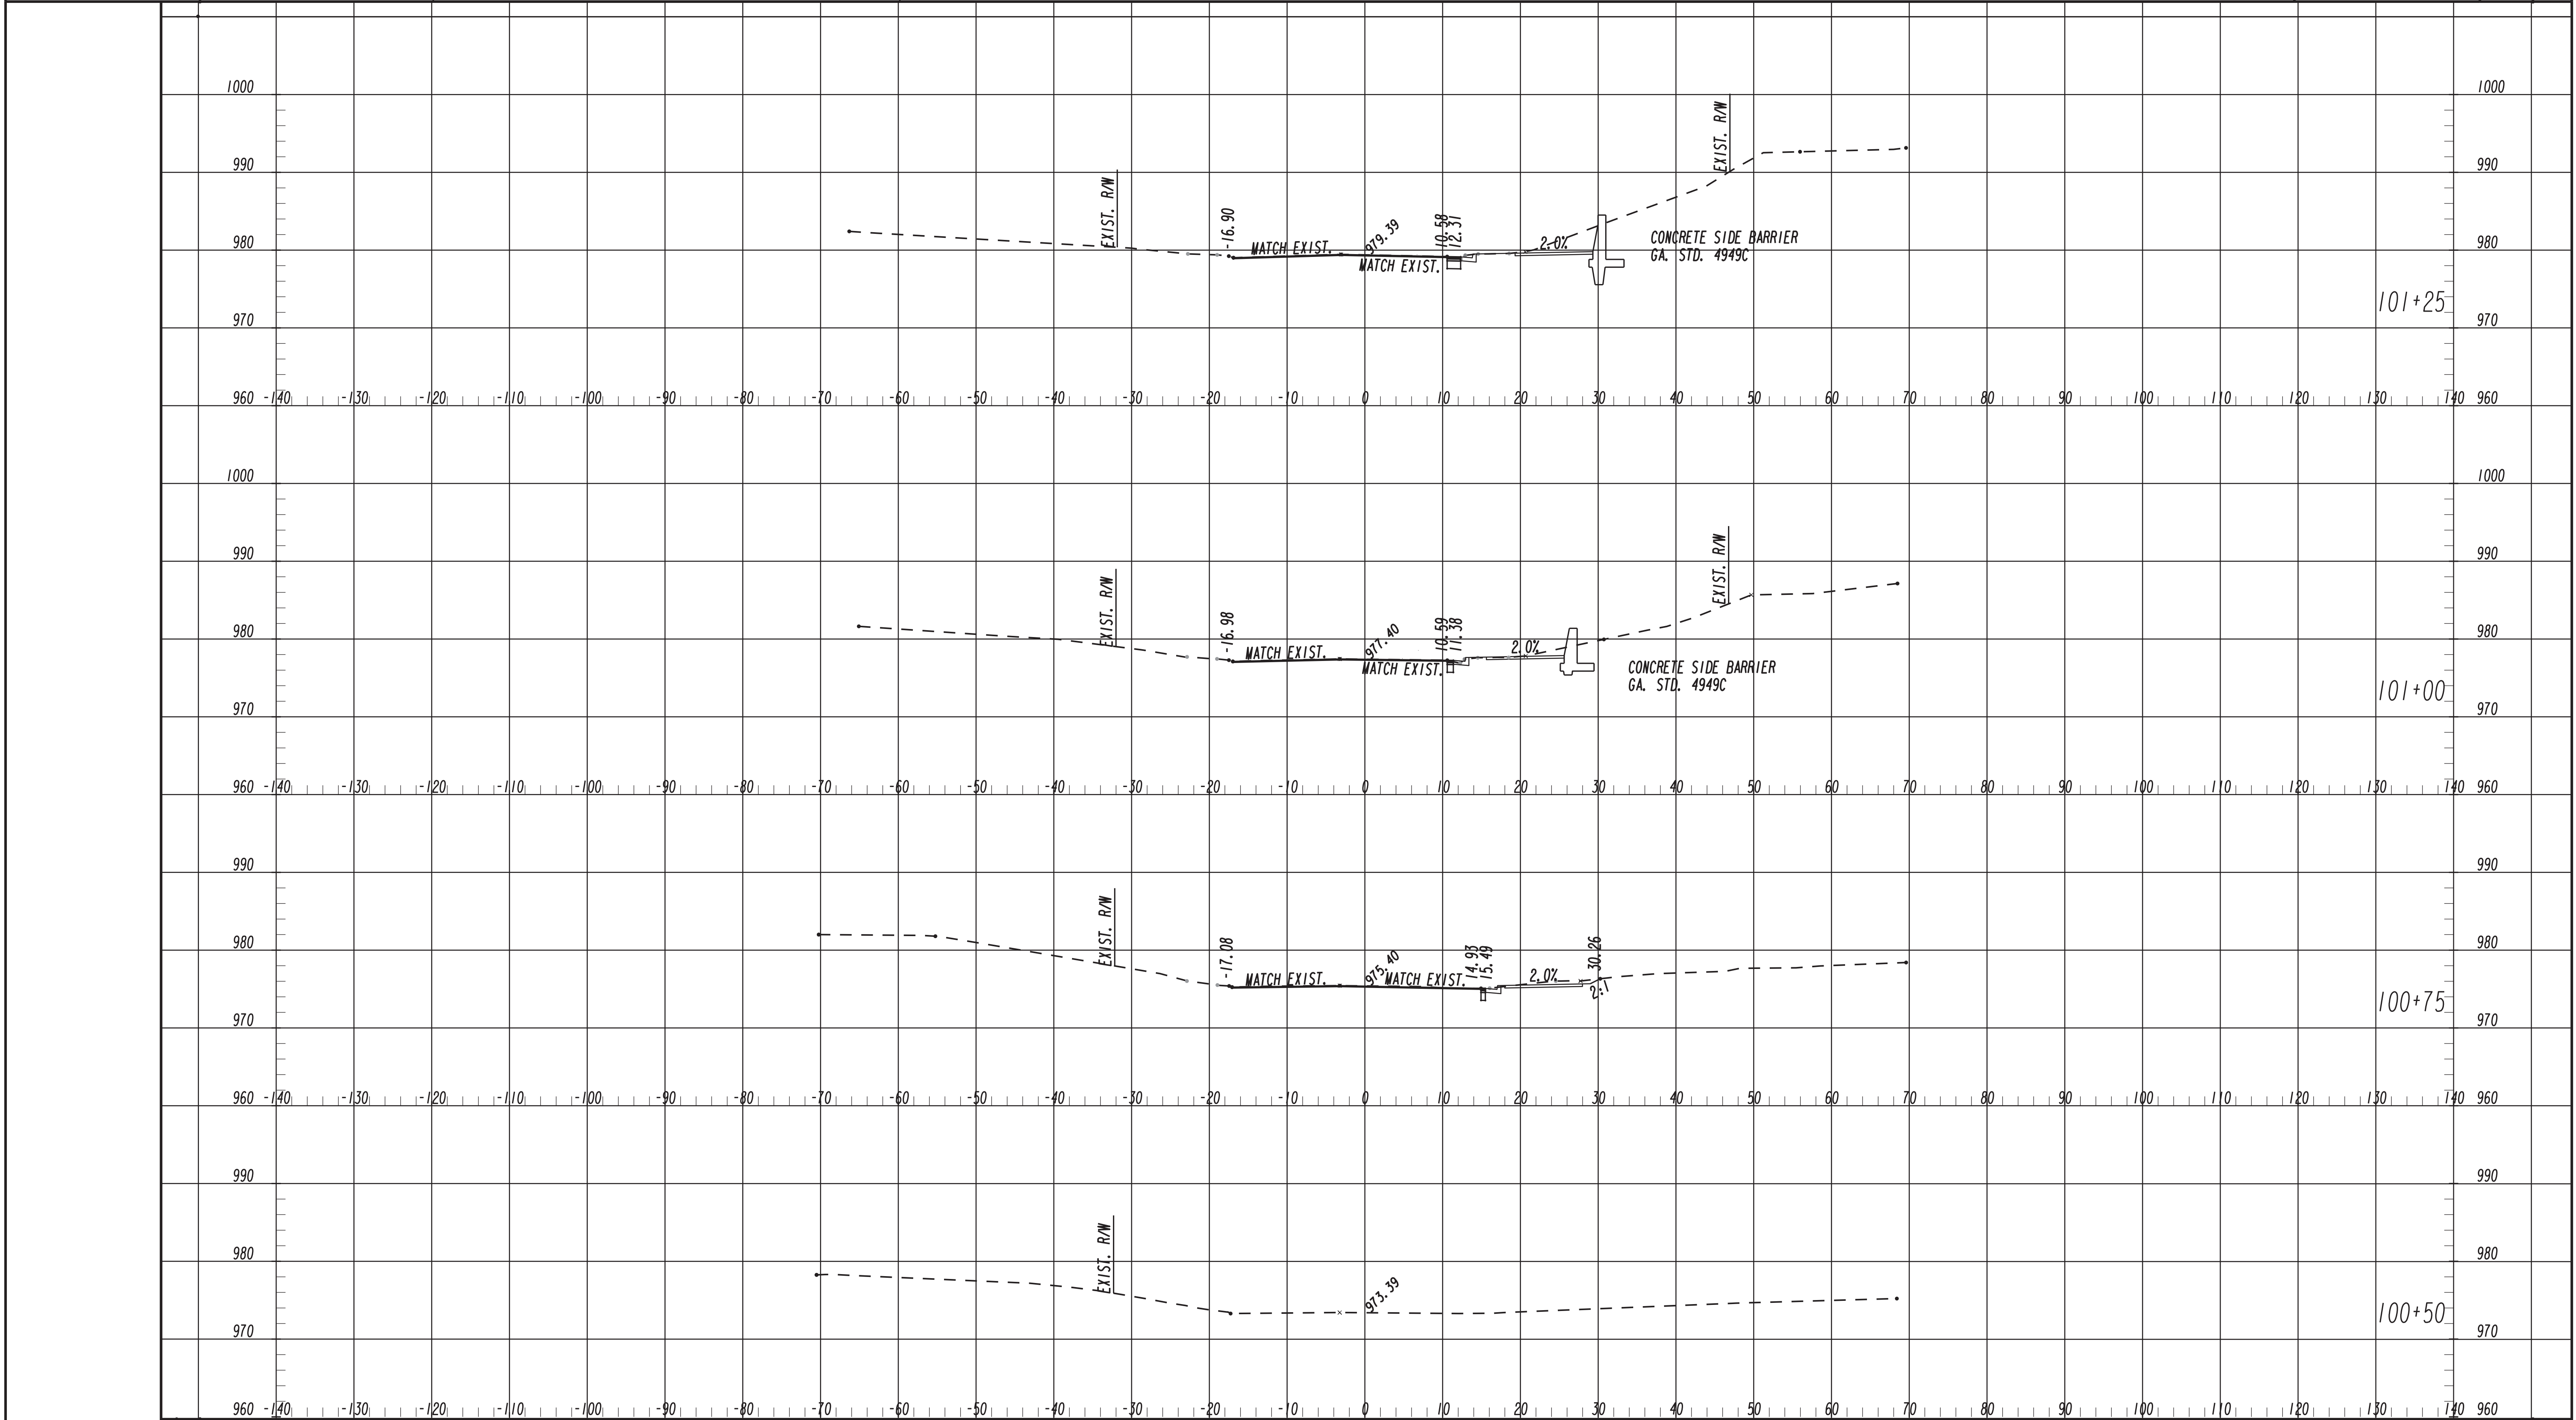 1000 1000
EXIST. R/W
990 990
EXIST. R/W
-16.90 979.39 10.58 12.31
980 MATCH EXIST. MATCH EXIST. 2.0% 980
CONCRETE SIDE BARRIER
GA. STD. 4949C
101+25
970 970
960 -140 -130 -120 -110 -100 -90 -80 -70 -60 -50 -40 -30 -20 -10 0 10 20 30 40 50 60 70 80 90 100 110 120 130 140 960
1000 1000
990 990
EXIST. R/W
EXIST. R/W
-16.98 977.40 10.59 11.38
980 980
MATCH EXIST. MATCH EXIST. 2.0%
CONCRETE SIDE BARRIER
GA. STD. 4949C
101+00
970 970
960 -140 -130 -120 -110 -100 -90 -80 -70 -60 -50 -40 -30 -20 -10 0 10 20 30 40 50 60 70 80 90 100 110 120 130 140 960
990 990
EXIST. R/W
980 980
-17.08 975.40 14.93 15.49 30.26
MATCH EXIST. MATCH EXIST. 2.0% 2:1
100+75
970 970
960 -140 -130 -120 -110 -100 -90 -80 -70 -60 -50 -40 -30 -20 -10 0 10 20 30 40 50 60 70 80 90 100 110 120 130 140 960
990 990
EXIST. R/W
980 980
973.39
100+50
970 970
960 -140 -130 -120 -110 -100 -90 -80 -70 -60 -50 -40 -30 -20 -10 0 10 20 30 40 50 60 70 80 90 100 110 120 130 140 960